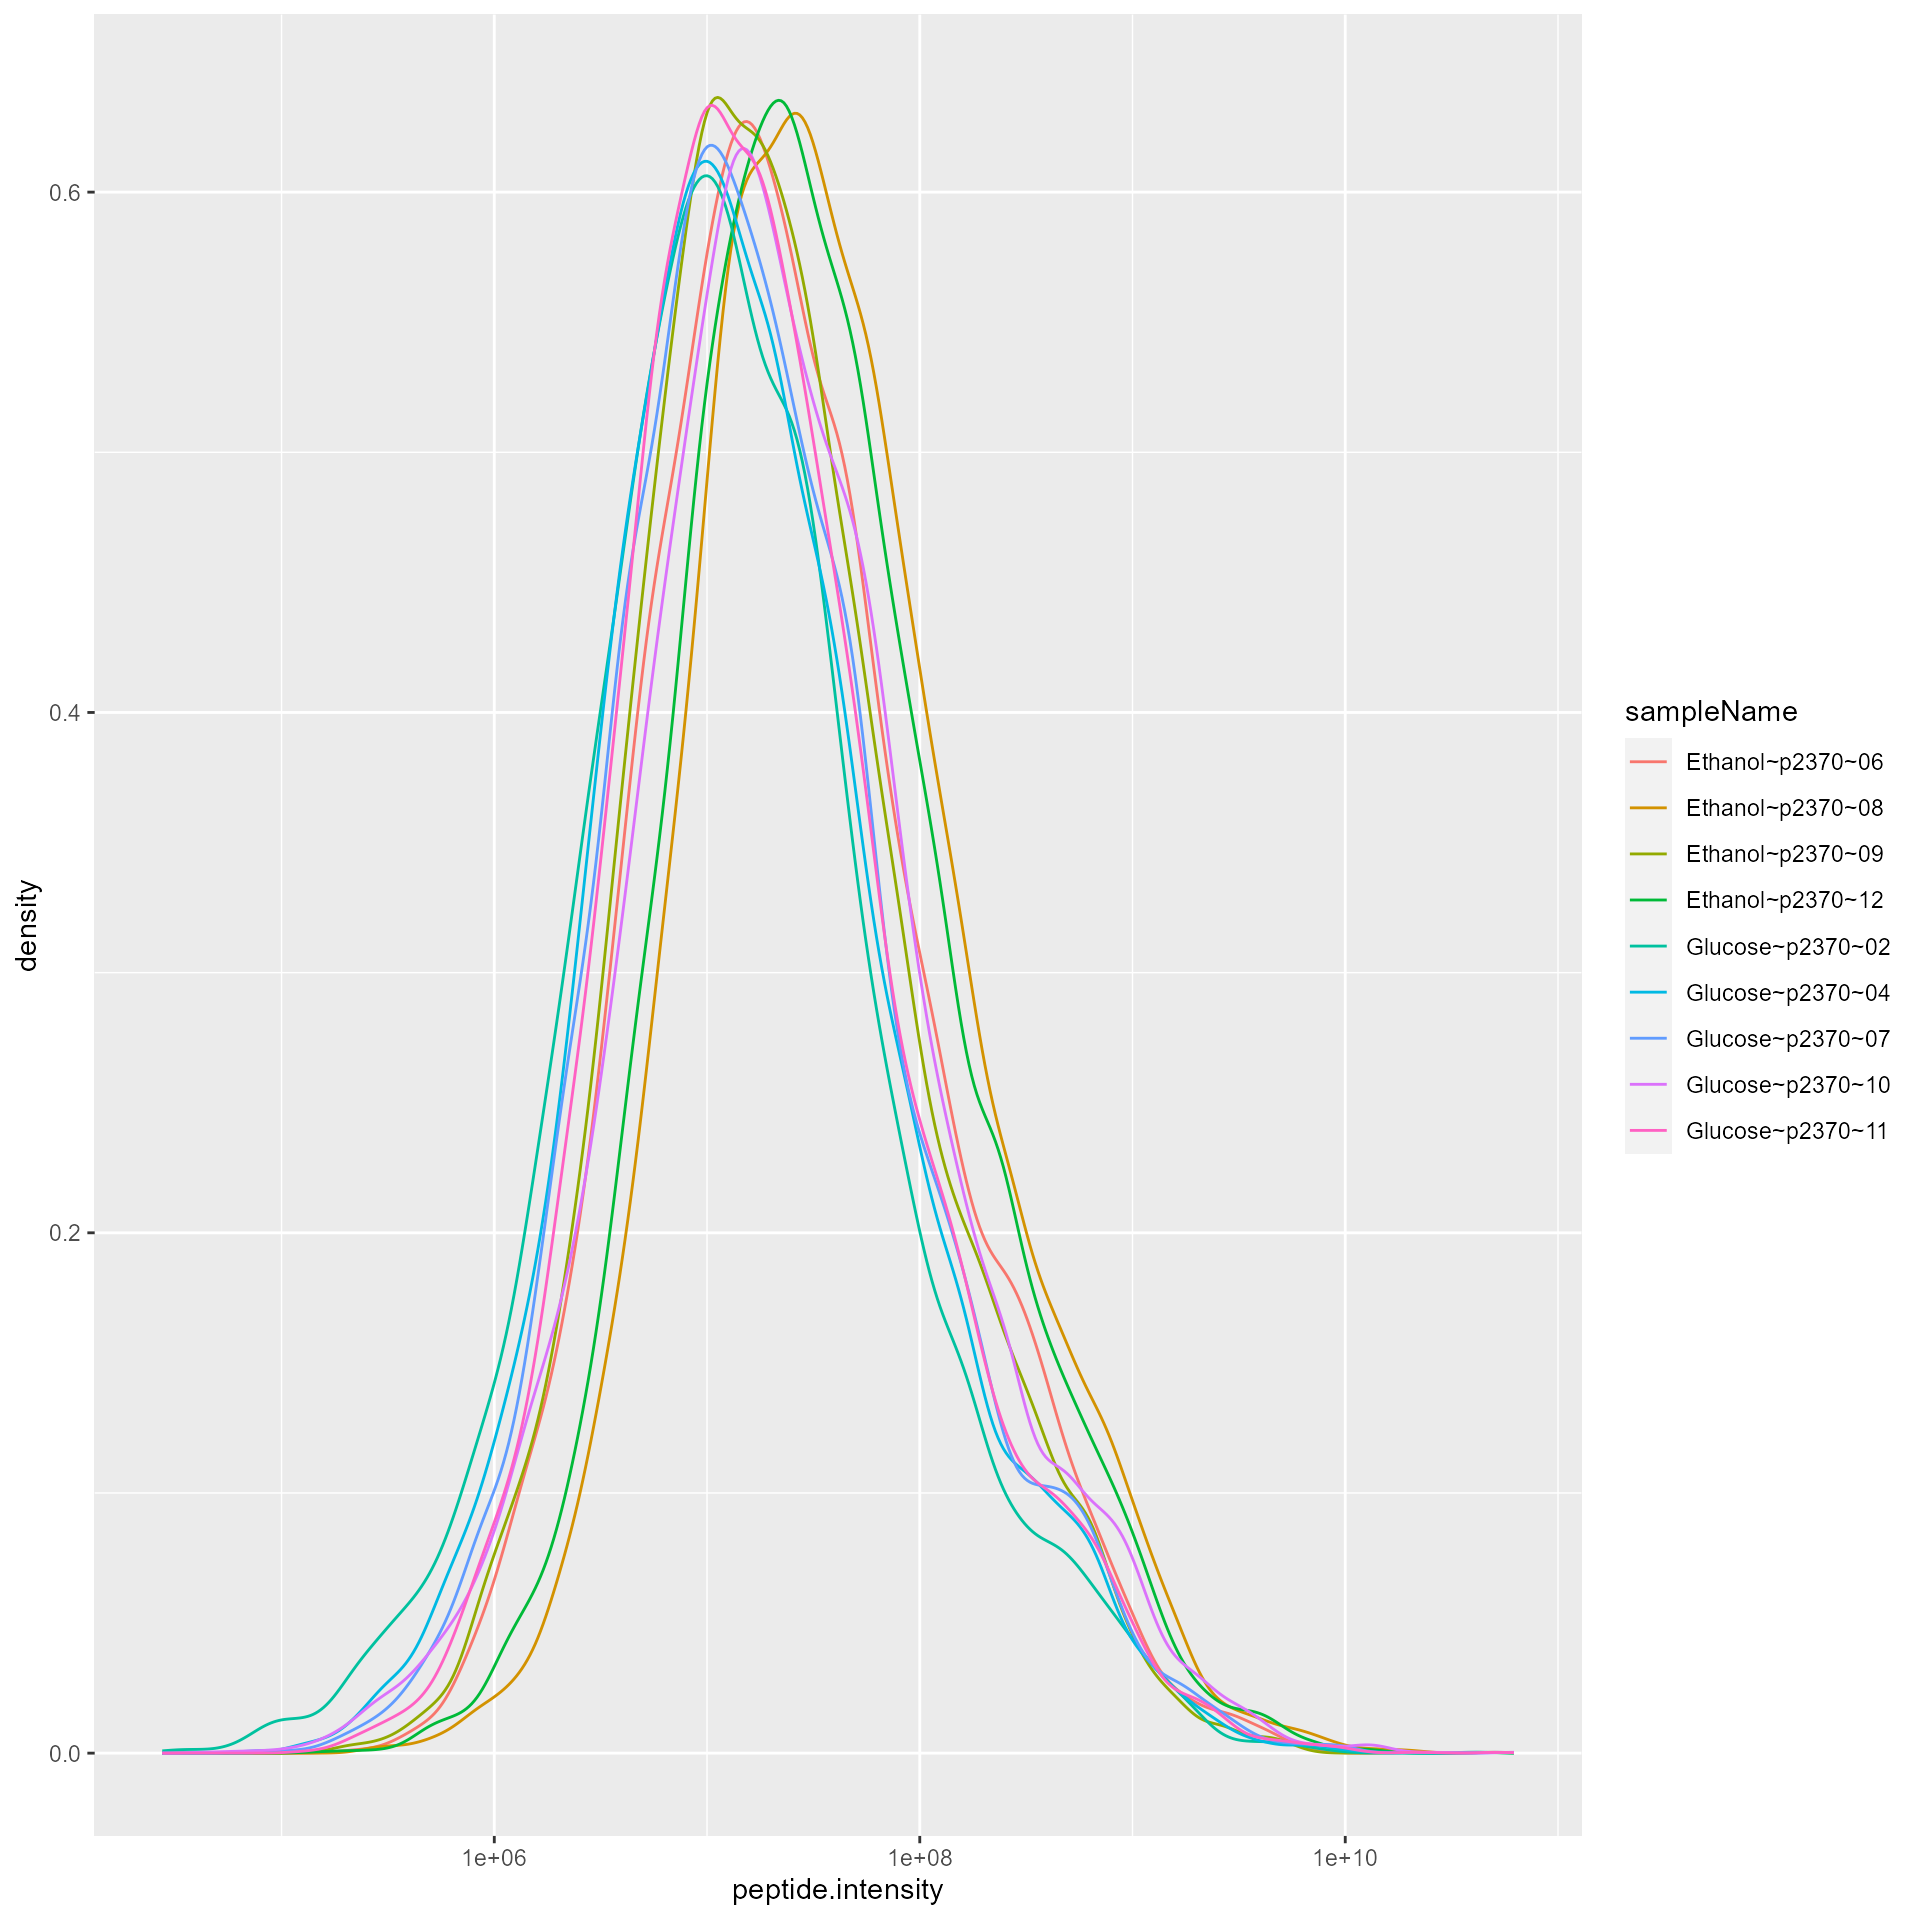 density
0.6
0.4
0.2
0.0
1e+06
1e+08
1e+10
peptide.intensity
sampleName
Ethanol~p2370~06
Ethanol~p2370~08
Ethanol~p2370~09
Ethanol~p2370~12
Glucose~p2370~02
Glucose~p2370~04
Glucose~p2370~07
Glucose~p2370~10
Glucose~p2370~11